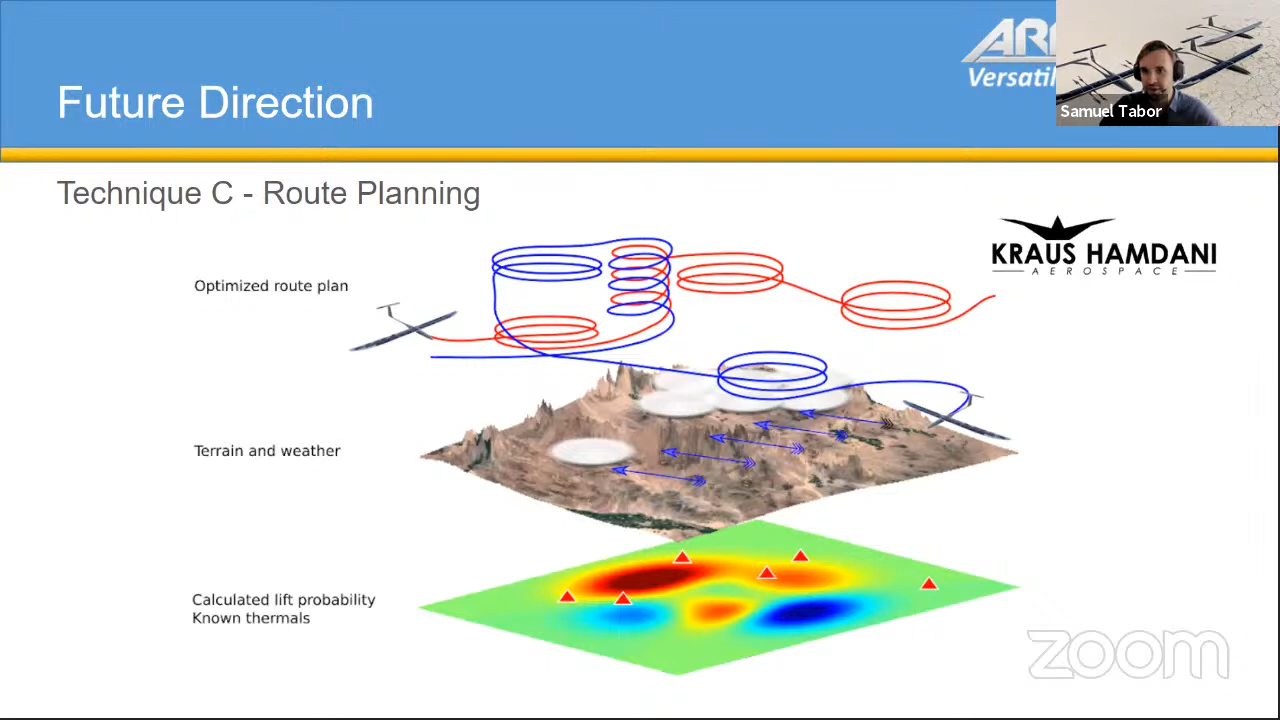 Future Direction
Versatil
Samuel Tabor
Technique C - Route Planning
KRAUS HAMDANI
AEROSPACE
Optimized route plan
Terrain and weather
Calculated lift probability
Known thermals
zoom